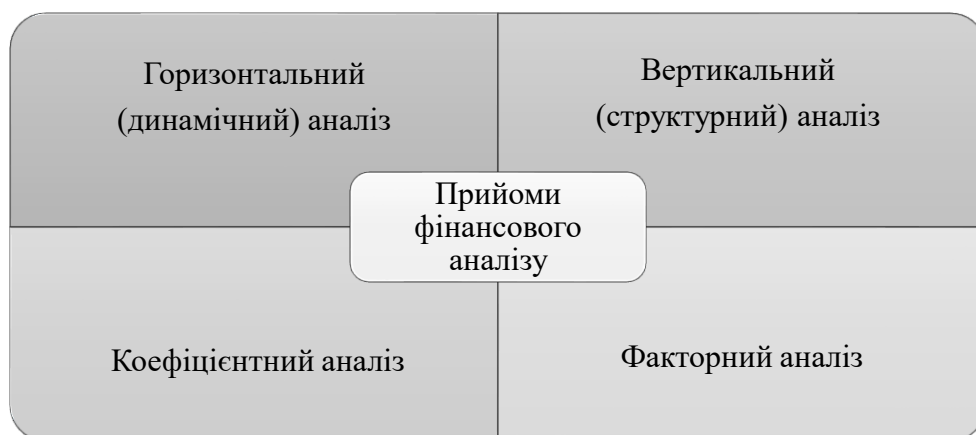 Горизонтальний
(динамічний) аналіз
Вертикальний
(структурний) аналіз
Прийоми
фінансового
аналізу
Коефіцієнтний аналіз
Факторний аналіз